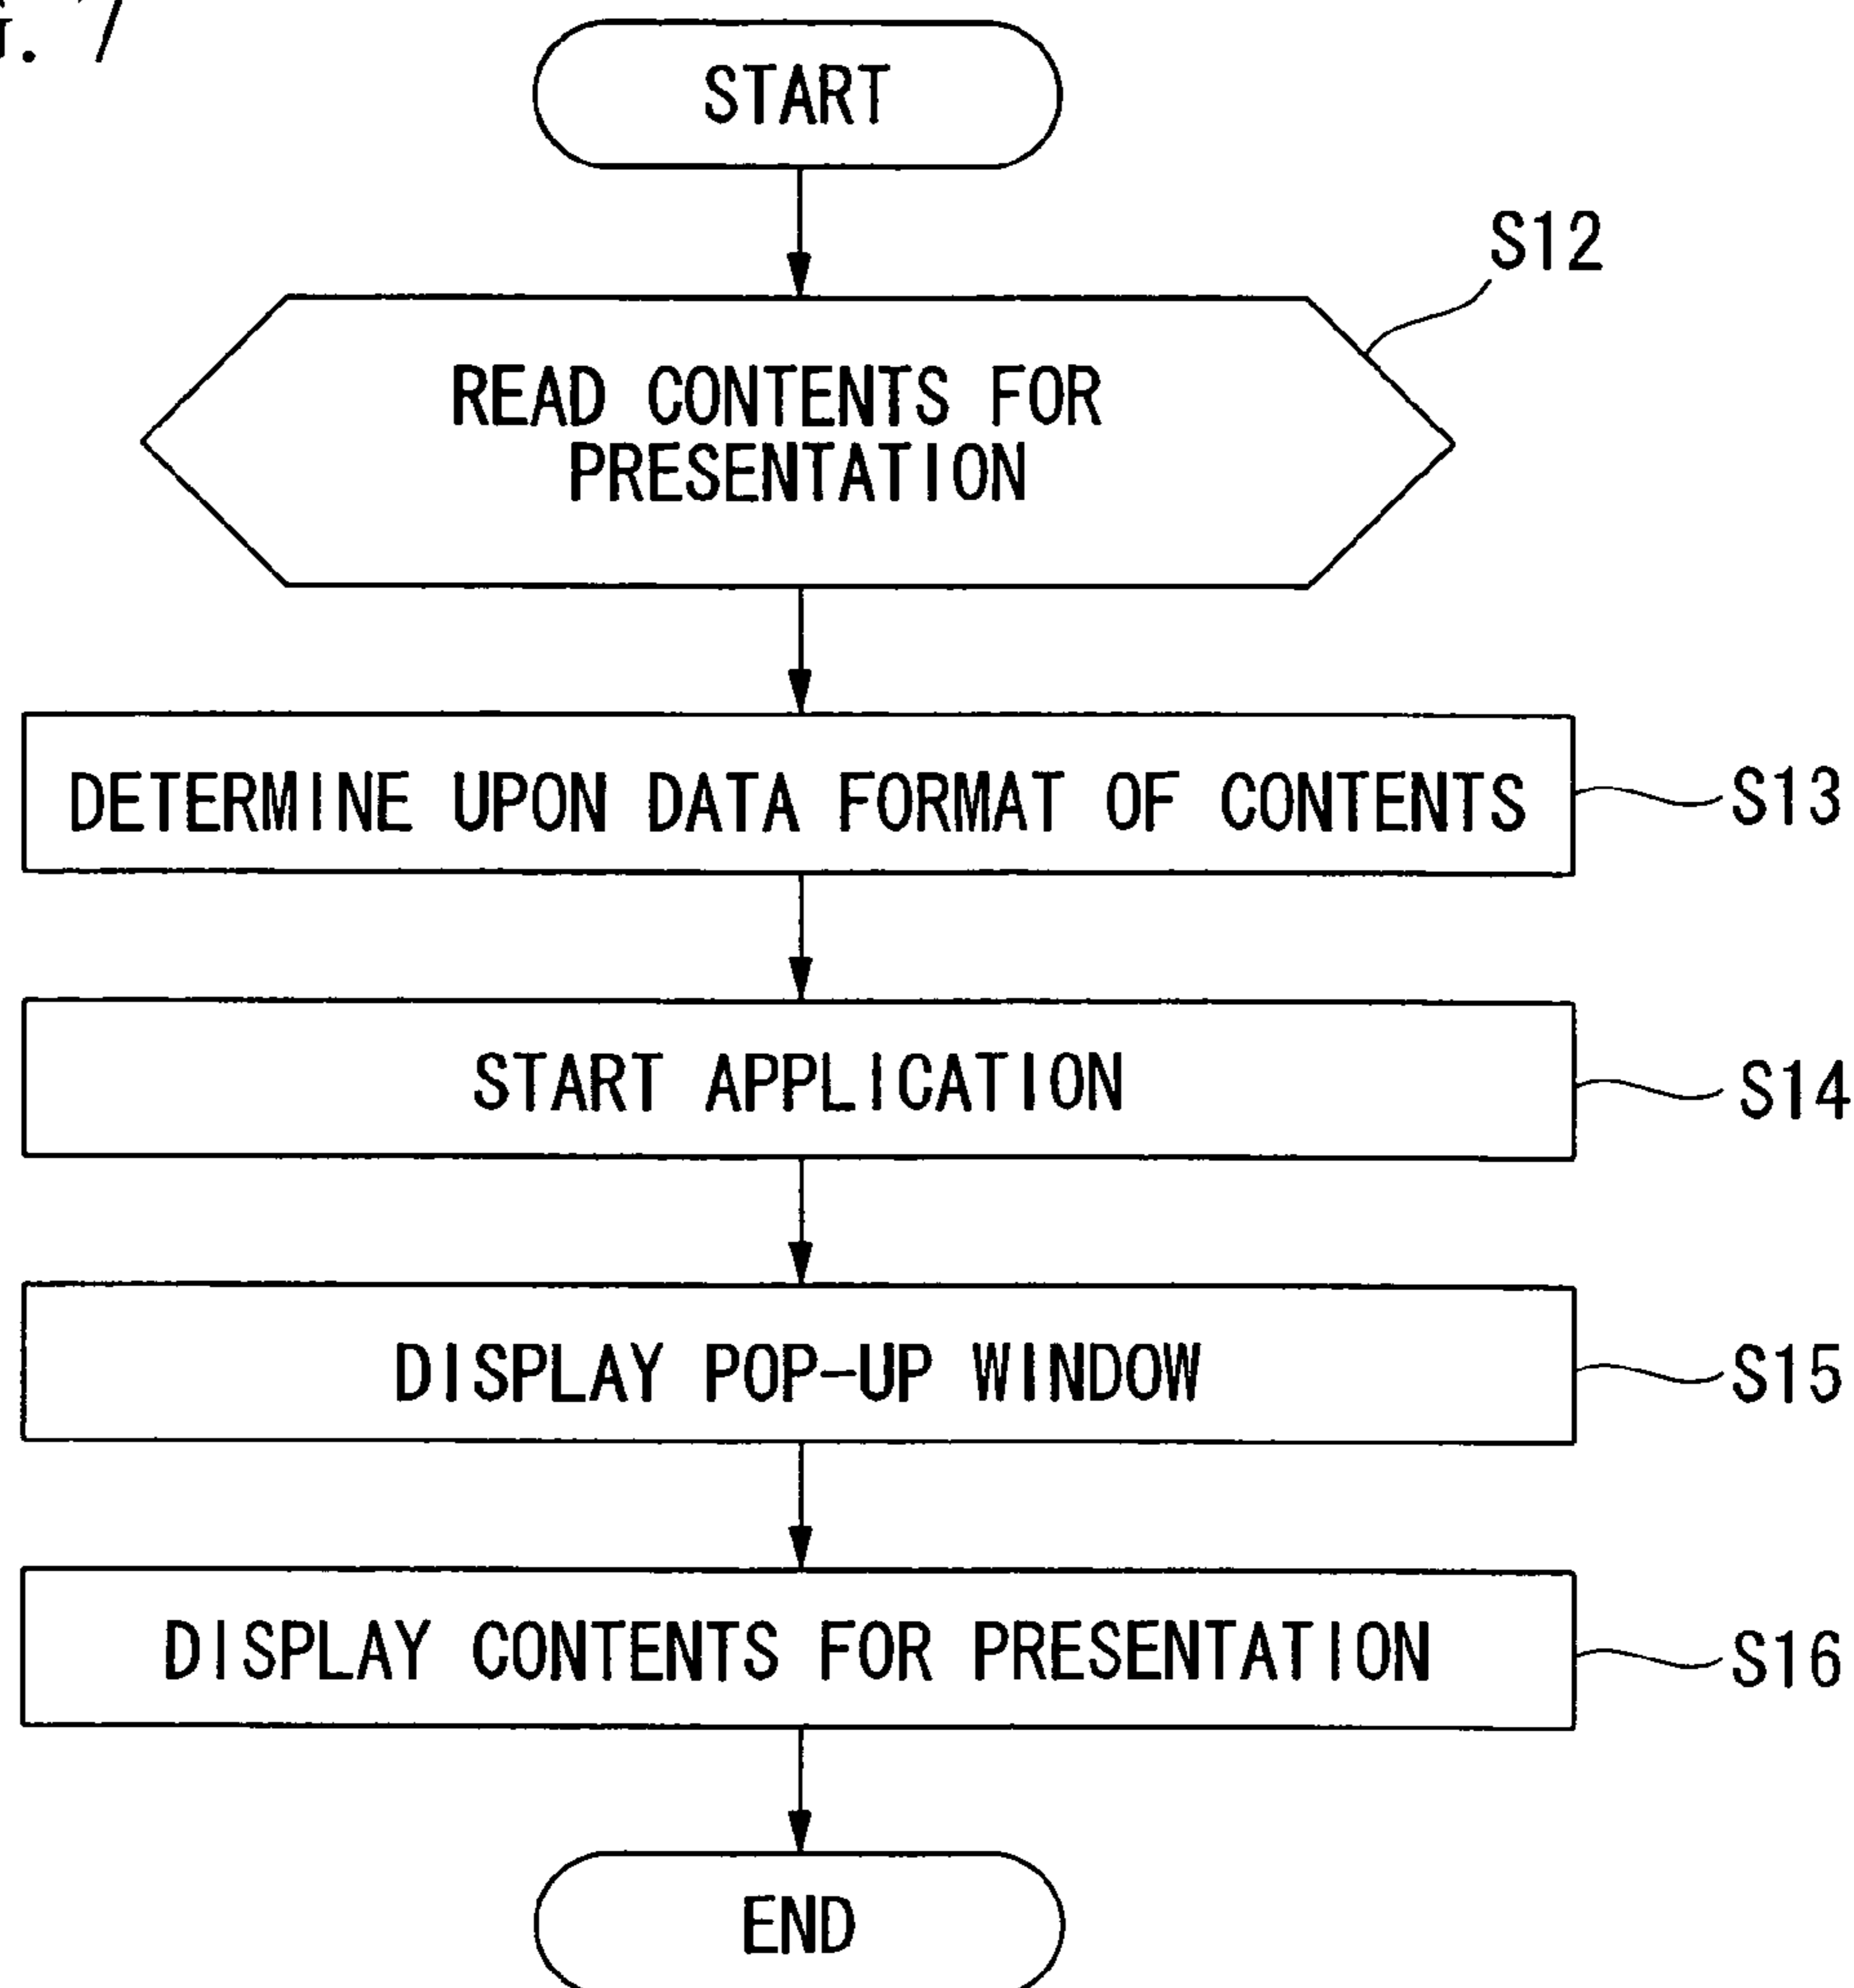 . 7
START
S12
READ CONTENTS FOR
PRESENTATION
DETERMINE UPON DATA FORMAT OF CONTENTS
S13
START APPLICATION
S14
DISPLAY POP-UP WINDOW
S15
DISPLAY CONTENTS FOR PRESENTATION
S16
END